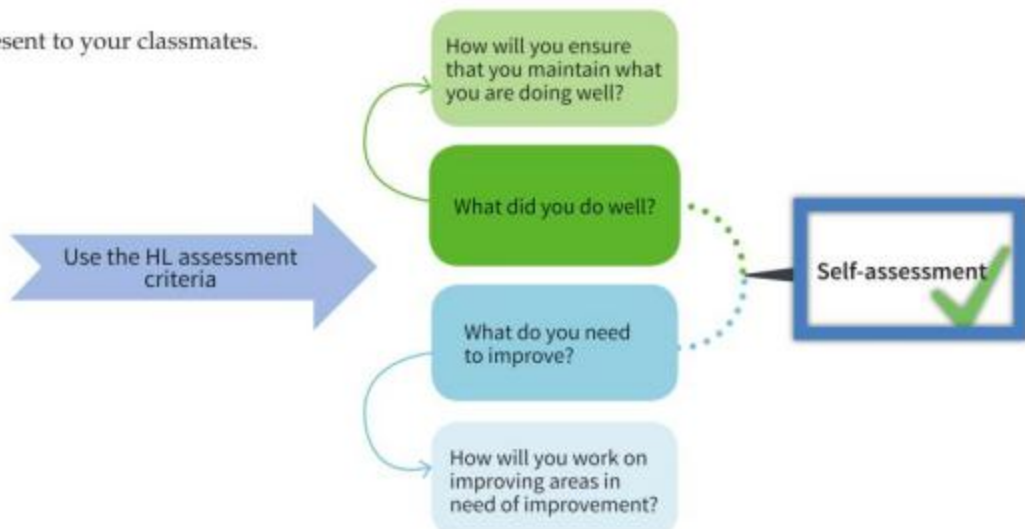 esent to your classmates.
How will you ensure
that you maintain what
you are doing well?
What did you do well?
Use the HL assessment
criteria
Self-assessment
What do you need
to improve?
How will you work on
improving areas in
need of improvement?